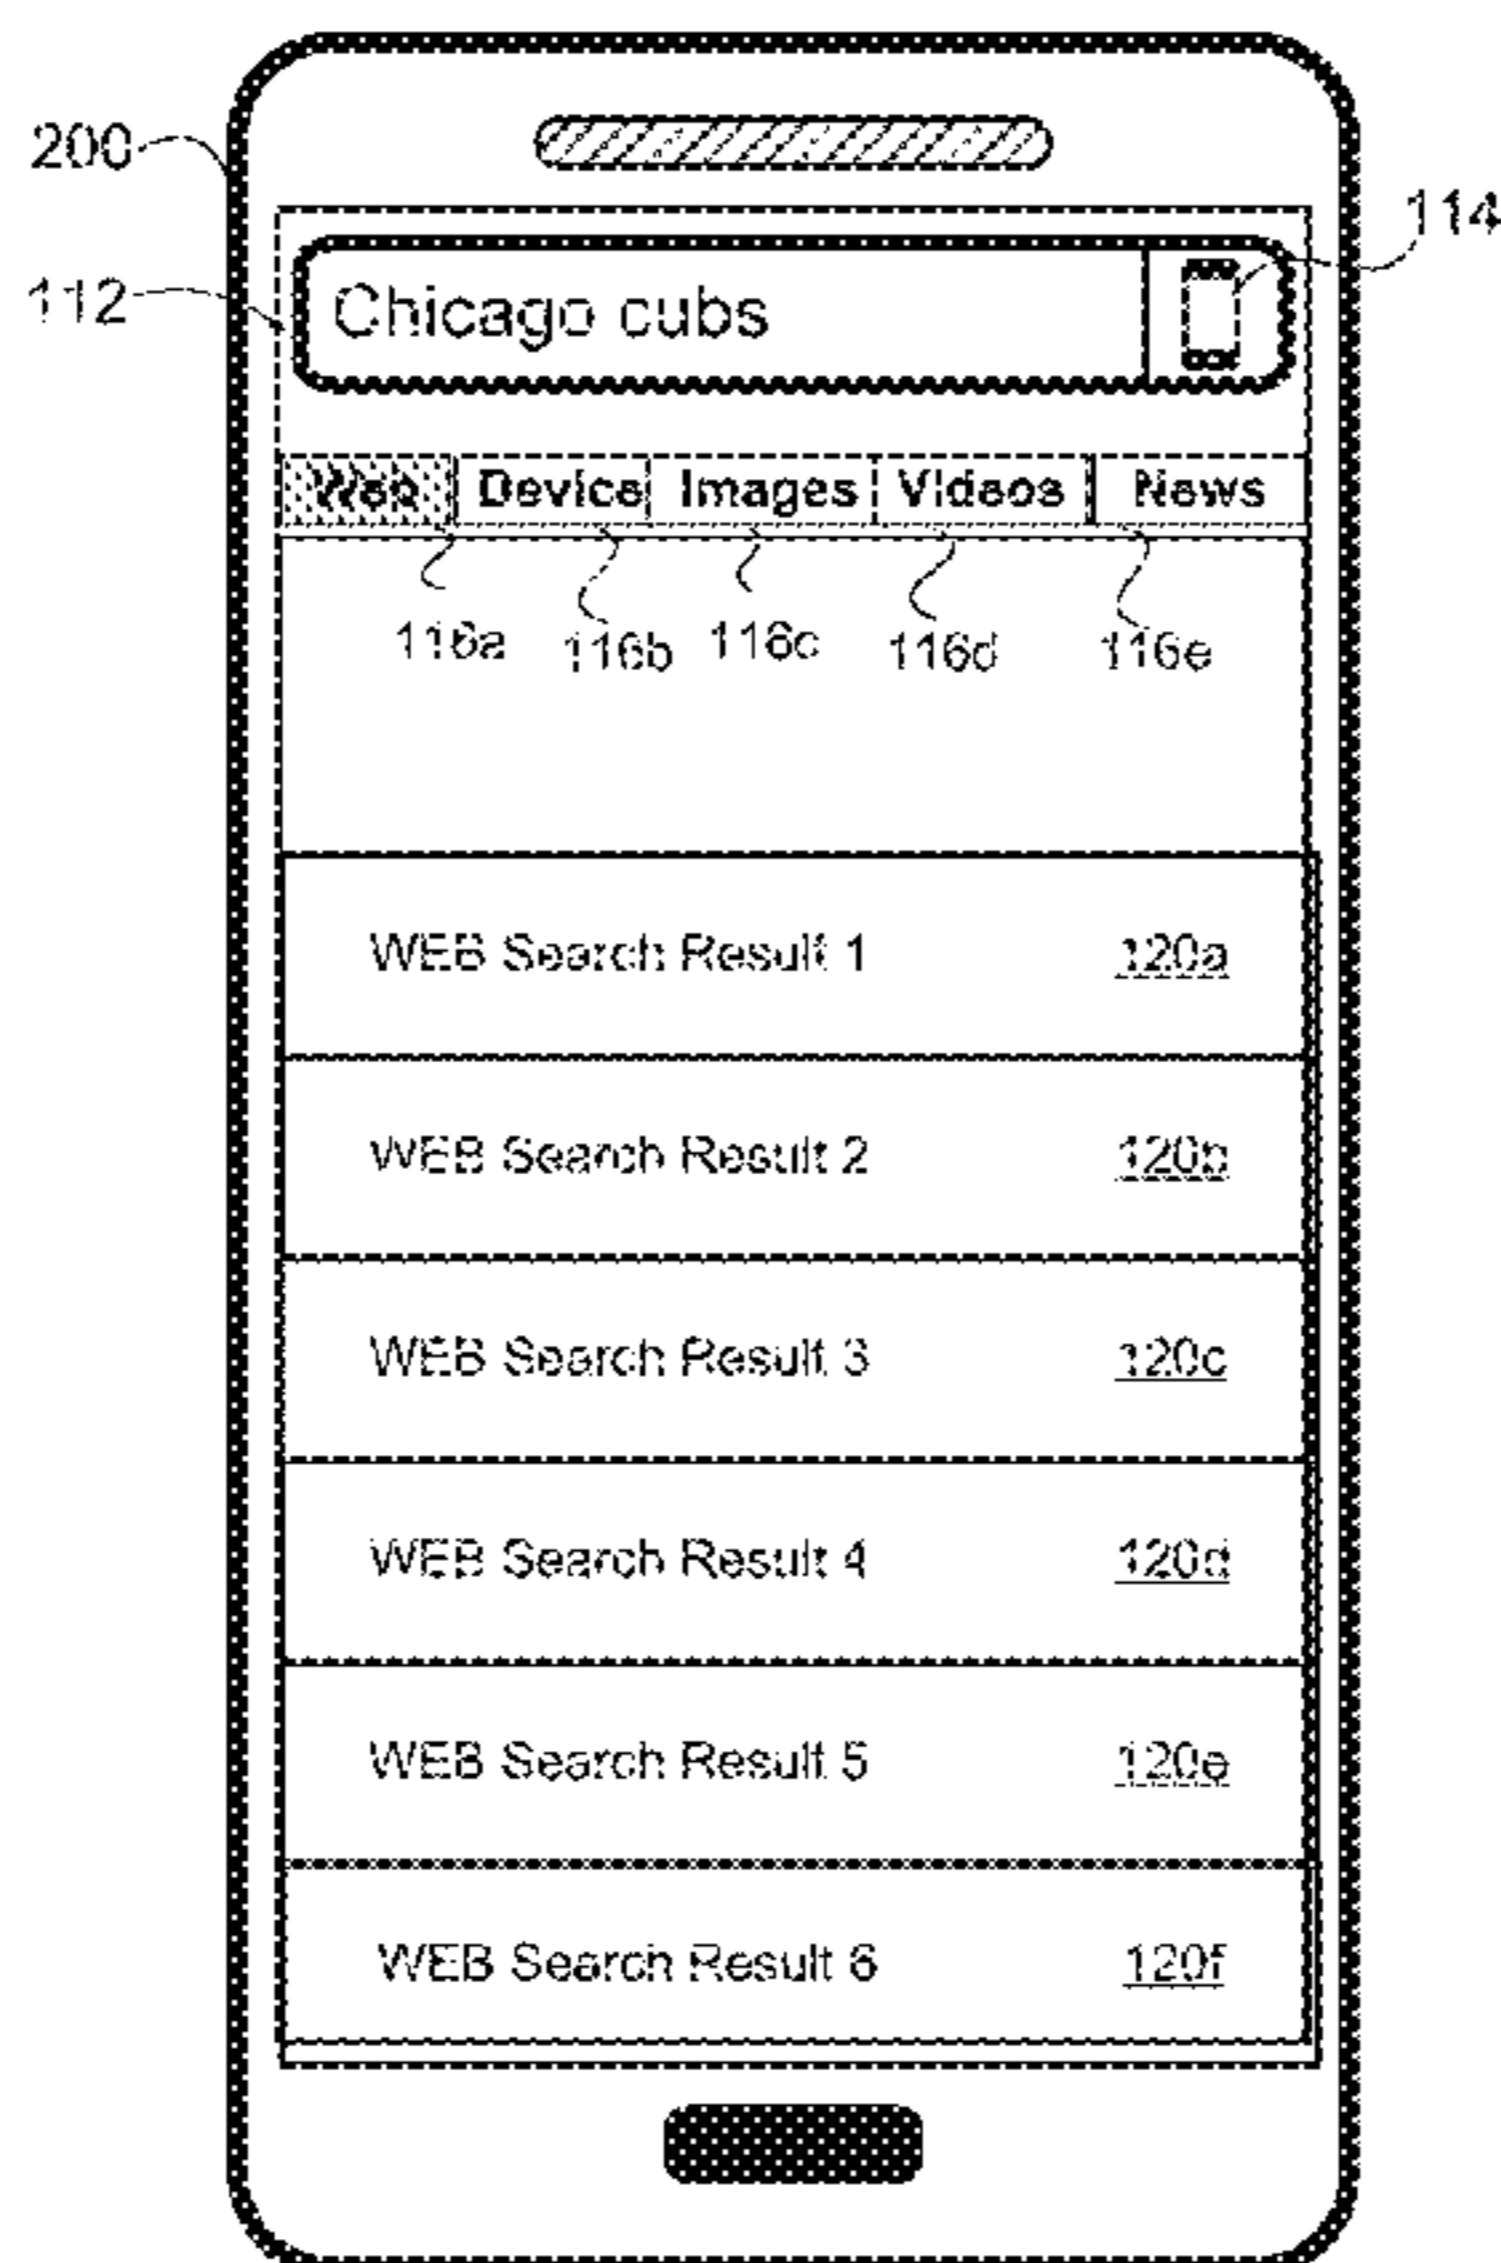 200
114
112
Chicago cubs
Web Device Images Videos News
116a 116b 116c 116d 116e
WEB Search Result 1 120a
WEB Search Result 2 120b
WEB Search Result 3 120c
WEB Search Result 4 120d
WEB Search Result 5 120e
WEB Search Result 6 120f